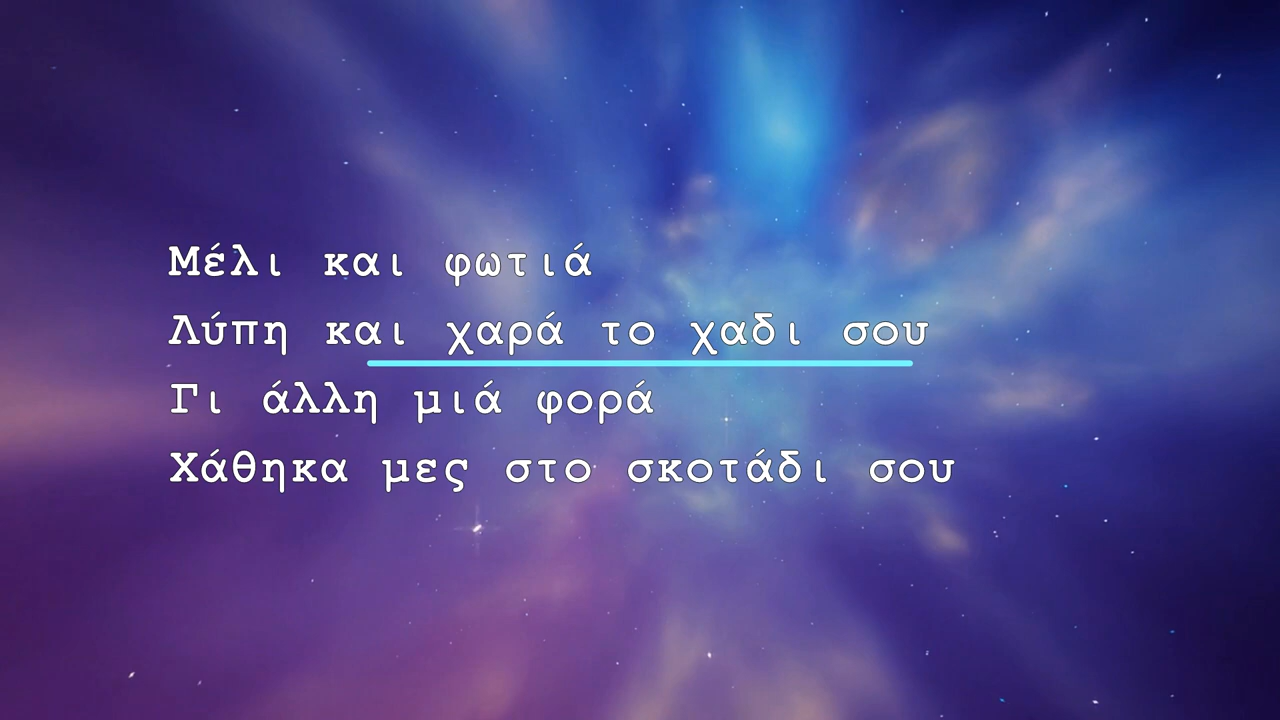 Μέλι και φωτιά
Λύπη και χαρά το χαδι σου
Γι άλλη μιά φορά
Χάθηκα μες στο σκοτάδι σου